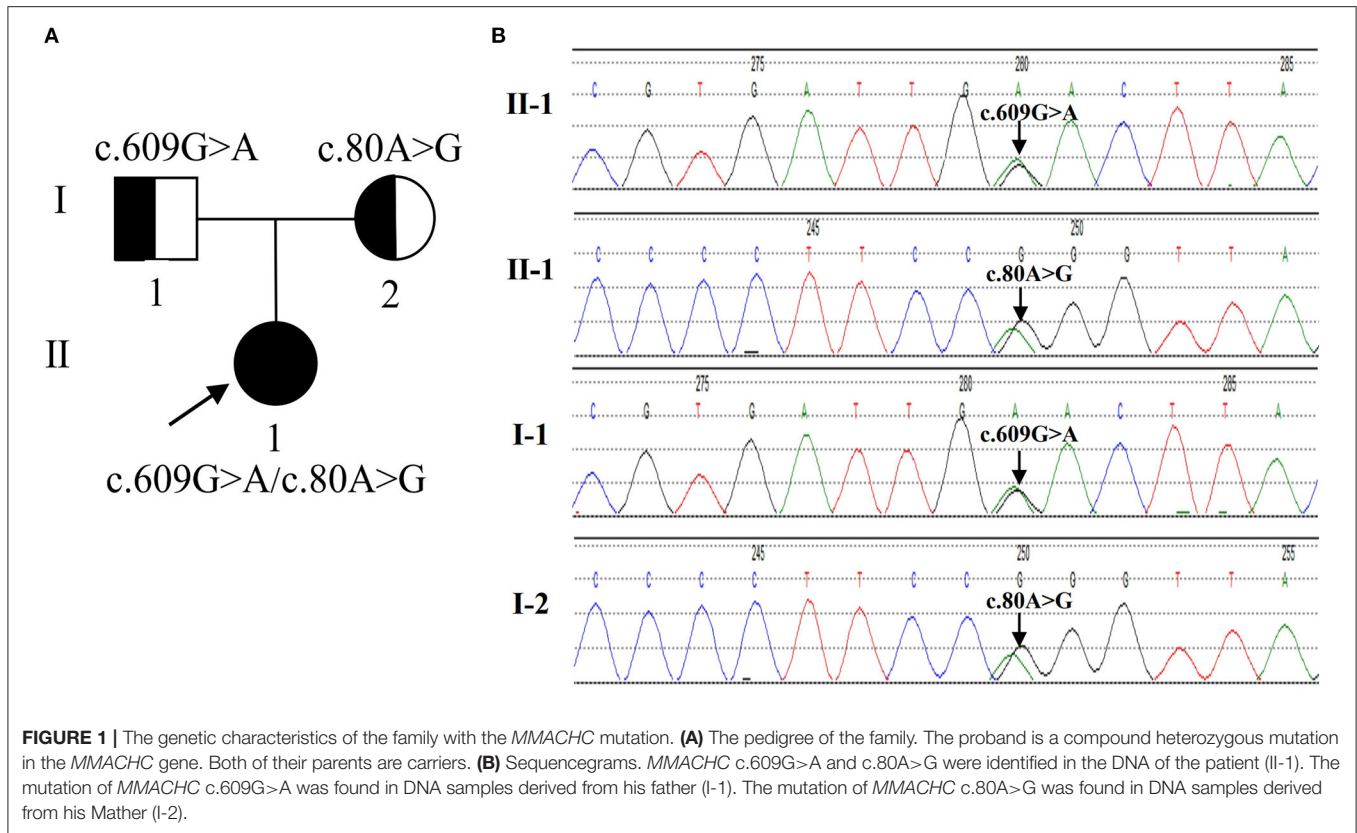 A
c.609G>A c.80A>G
I
1 2
II
1
c.609G>A/c.80A>G
B
275 280 285
II-1
C G T G A T T G A A C T T A
c.609G>A
245 250
II-1
C C C C T T C C G G G T T A
c.80A>G
275 280 285
I-1
C G T G A T T G A A C T T A
c.609G>A
245 250 255
I-2
C C C C T T C C G G G T T A
c.80A>G
FIGURE 1 | The genetic characteristics of the family with the MMACHC mutation. (A) The pedigree of the family. The proband is a compound heterozygous mutation
in the MMACHC gene. Both of their parents are carriers. (B) Sequencegrams. MMACHC c.609G>A and c.80A>G were identified in the DNA of the patient (II-1). The
mutation of MMACHC c.609G>A was found in DNA samples derived from his father (I-1). The mutation of MMACHC c.80A>G was found in DNA samples derived
from his Mather (I-2).